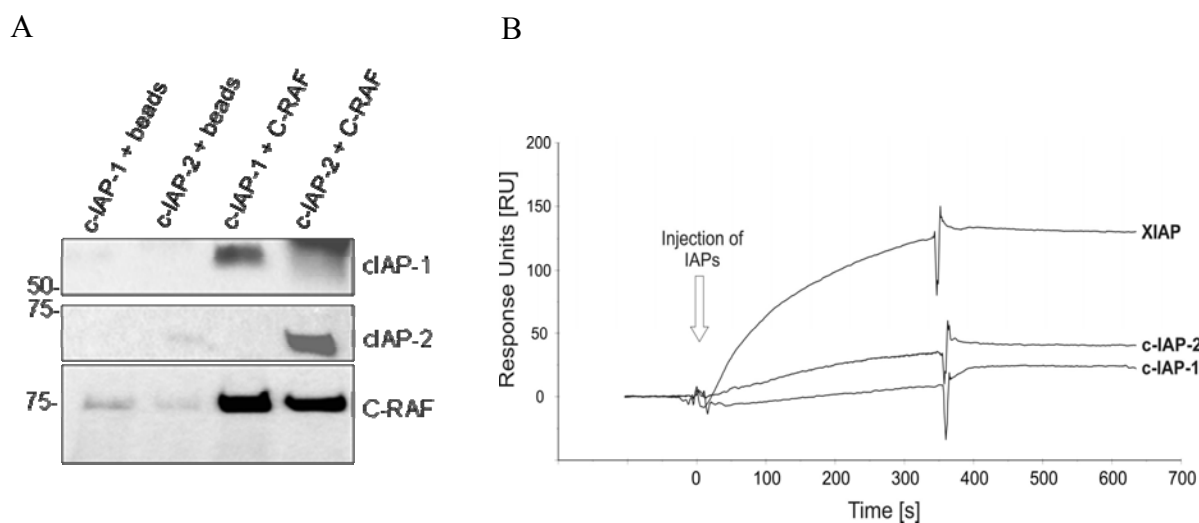 A
c-IAP-1 + beads
c-IAP-2 + beads
c-IAP-1 + C-RAF
c-IAP-2 + C-RAF
50-
cIAP-1
75-
cIAP-2
75-
C-RAF
B
Response Units [RU]
200
150
100
50
0
Injection of
IAPs
XIAP
c-IAP-2
c-IAP-1
0 100 200 300 400 500 600 700
Time [s]